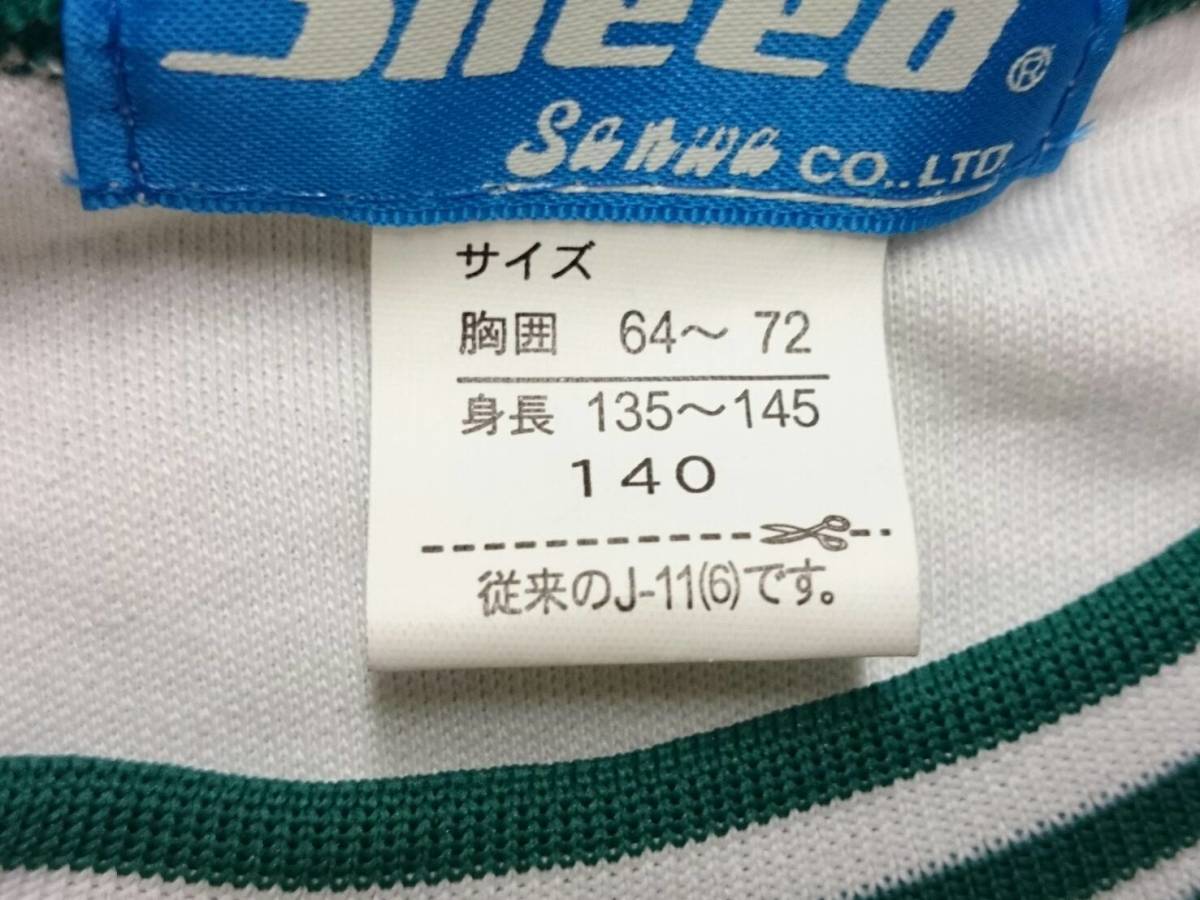 Sanwa CO., LTD.
サイズ
胸囲 64～72
身長 135～145
140
従来のJ-11(6)です。